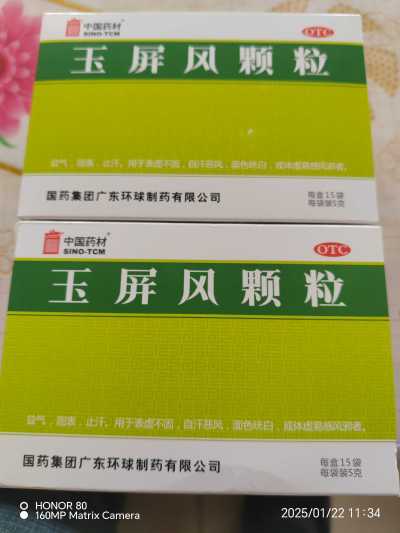 中国药材
SINO-TCM
OTC
玉屏风颗粒
益气，固表，止汗。用于表虚不固，自汗恶风，面色㿠白，或体虚易感风邪者。
国药集团广东环球制药有限公司
每盒15袋
每袋装5克
中国药材
SINO-TCM
OTC
玉屏风颗粒
益气，固表，止汗。用于表虚不固，自汗恶风，面色㿠白，或体虚易感风邪者。
国药集团广东环球制药有限公司
每盒15袋
每袋装5克
HONOR 80
160MP Matrix Camera
2025/01/22 11:34